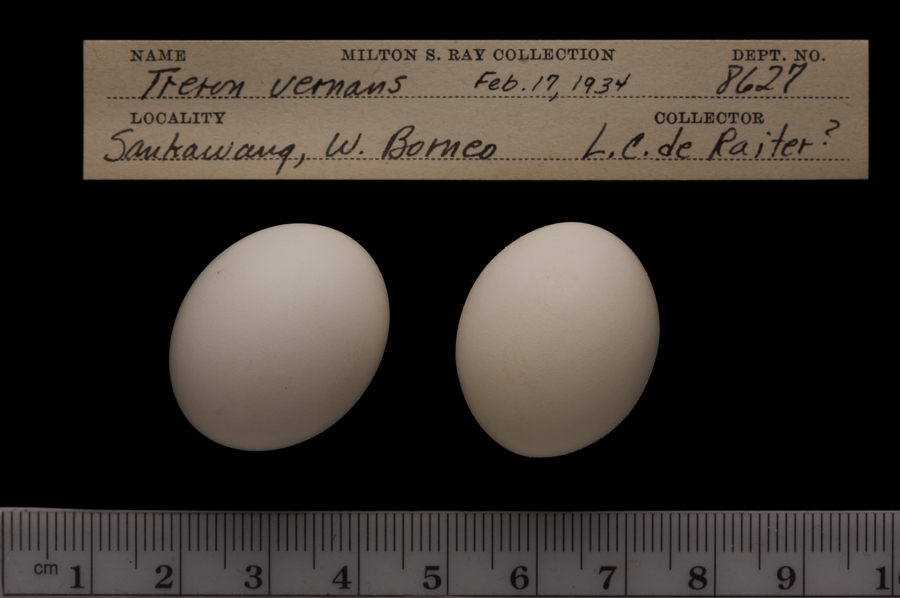 NAME MILTON S. RAY COLLECTION DEPT. NO.
Treron vernans Feb. 17, 1934 8627
LOCALITY COLLECTOR
Sankawang, W. Borneo L. C. de Raiter?
cm 1 2 3 4 5 6 7 8 9 1